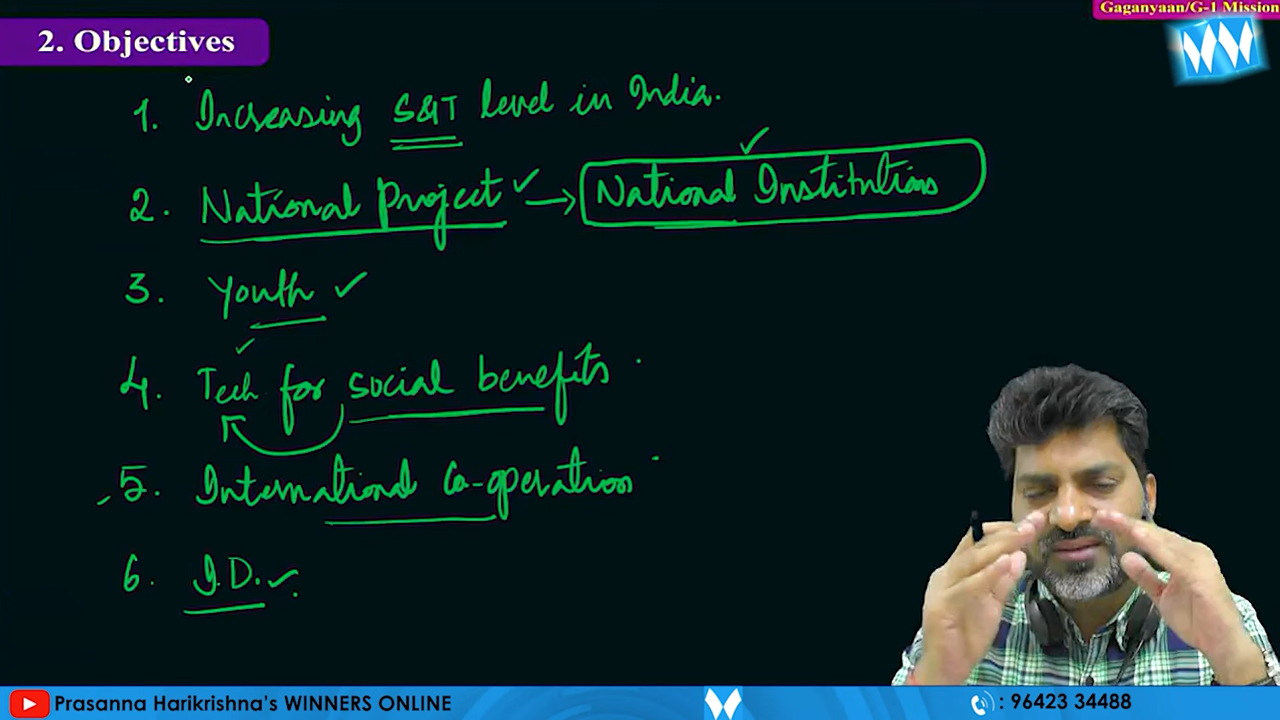 Gaganyaan/G-1 Mission
2. Objectives
1. Increasing S&T level in India.
2. National Project → National Institutions
3. Youth
4. Tech for social benefits
5. International Co-operation
6. I.D.
Prasanna Harikrishna's WINNERS ONLINE
: 96423 34488